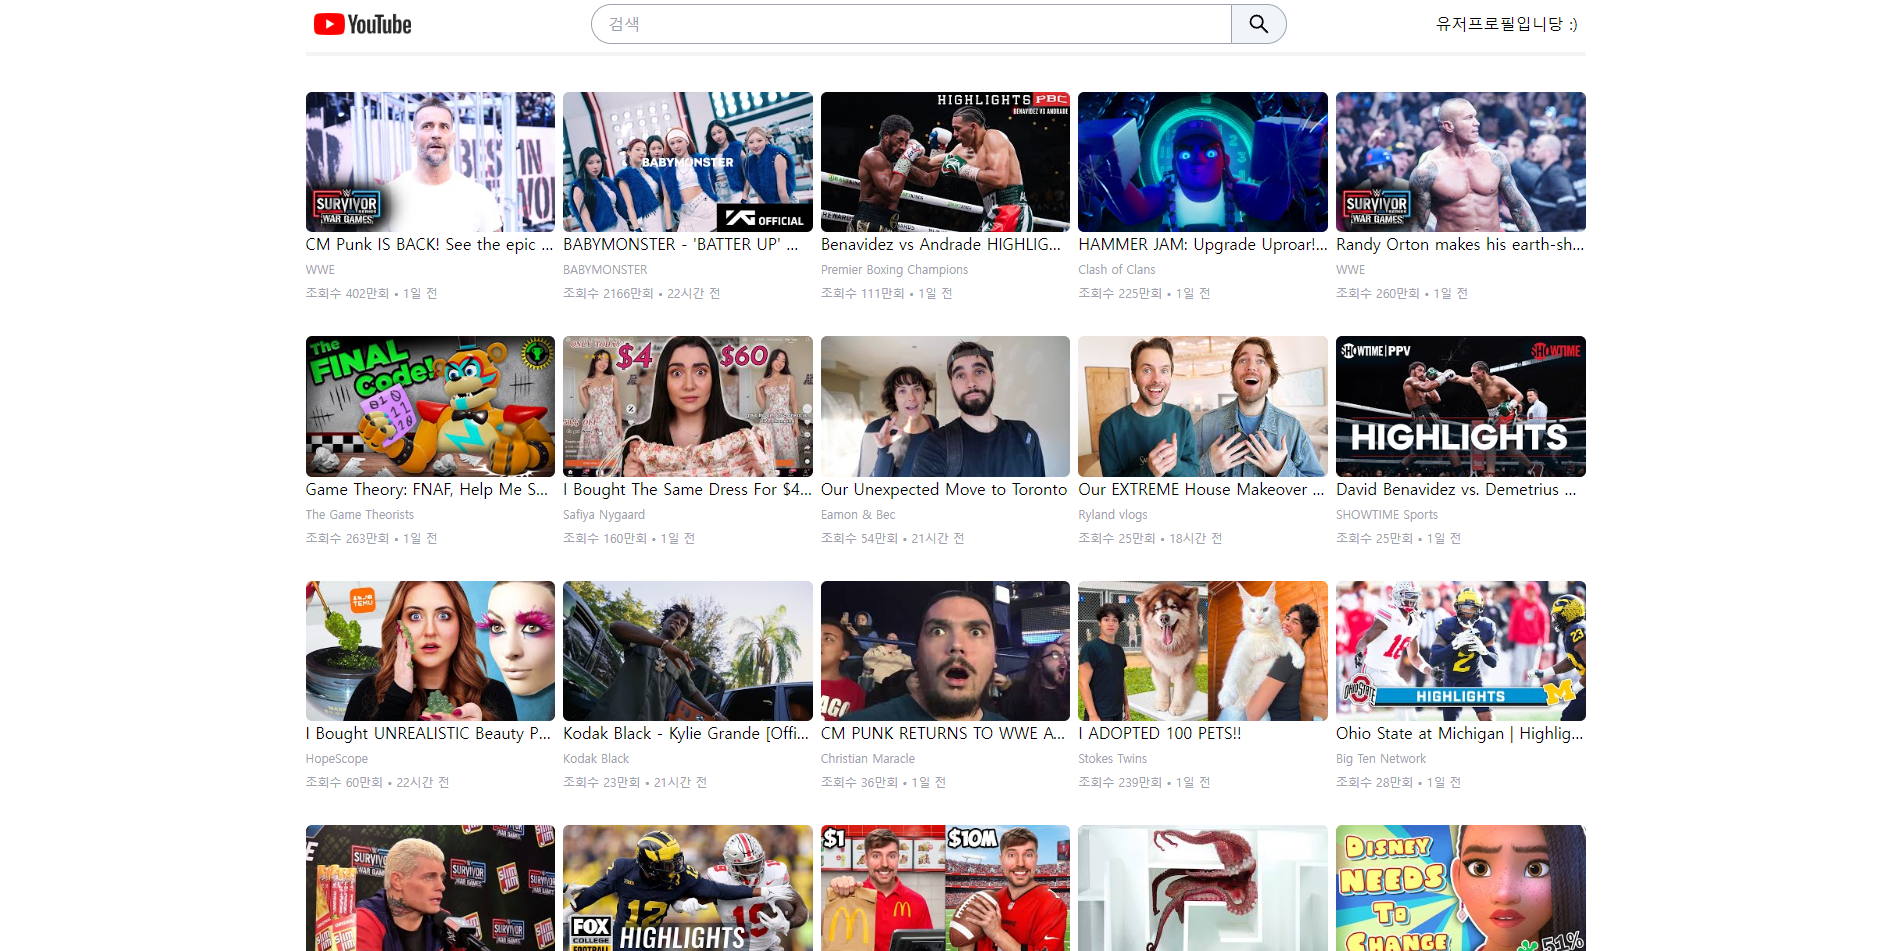 YouTube
검색
유저프로필입니당 :)
BEST IN
NOW
SURVIVOR
SERIES
WAR GAMES
BABYMONSTER
YG OFFICIAL
HIGHLIGHTS PBC
BENAVIDEZ VS ANDRADE
SURVIVOR
SERIES
WAR GAMES
CM Punk IS BACK! See the epic ...
BABYMONSTER - 'BATTER UP' ...
Benavidez vs Andrade HIGHLIG...
HAMMER JAM: Upgrade Uproar!...
Randy Orton makes his earth-sh...
WWE
BABYMONSTER
Premier Boxing Champions
Clash of Clans
WWE
조회수 402만회 • 1일 전
조회수 2166만회 • 22시간 전
조회수 111만회 • 1일 전
조회수 225만회 • 1일 전
조회수 260만회 • 1일 전
The
FINAL
Code!
ONLY TODAY!
$4
$60
SHOWTIME PPV
SHOWTIME
HIGHLIGHTS
Game Theory: FNAF, Help Me S...
I Bought The Same Dress For $4...
Our Unexpected Move to Toronto
Our EXTREME House Makeover ...
David Benavidez vs. Demetrius ...
The Game Theorists
Safiya Nygaard
Eamon & Bec
Ryland vlogs
SHOWTIME Sports
조회수 263만회 • 1일 전
조회수 160만회 • 1일 전
조회수 54만회 • 21시간 전
조회수 25만회 • 18시간 전
조회수 25만회 • 1일 전
TEMU
OHIO STATE
HIGHLIGHTS
M
I Bought UNREALISTIC Beauty P...
Kodak Black - Kylie Grande [Offi...
CM PUNK RETURNS TO WWE A...
I ADOPTED 100 PETS!!
Ohio State at Michigan | Highlig...
HopeScope
Kodak Black
Christian Maracle
Stokes Twins
Big Ten Network
조회수 60만회 • 22시간 전
조회수 23만회 • 21시간 전
조회수 36만회 • 1일 전
조회수 239만회 • 1일 전
조회수 28만회 • 1일 전
SURVIVOR
WAR GAMES
SLIM JIM
12
FOX
COLLEGE
FOOTBALL
HIGHLIGHTS
$1
$10M
DISNEY
NEEDS
TO
CHANGE
51%